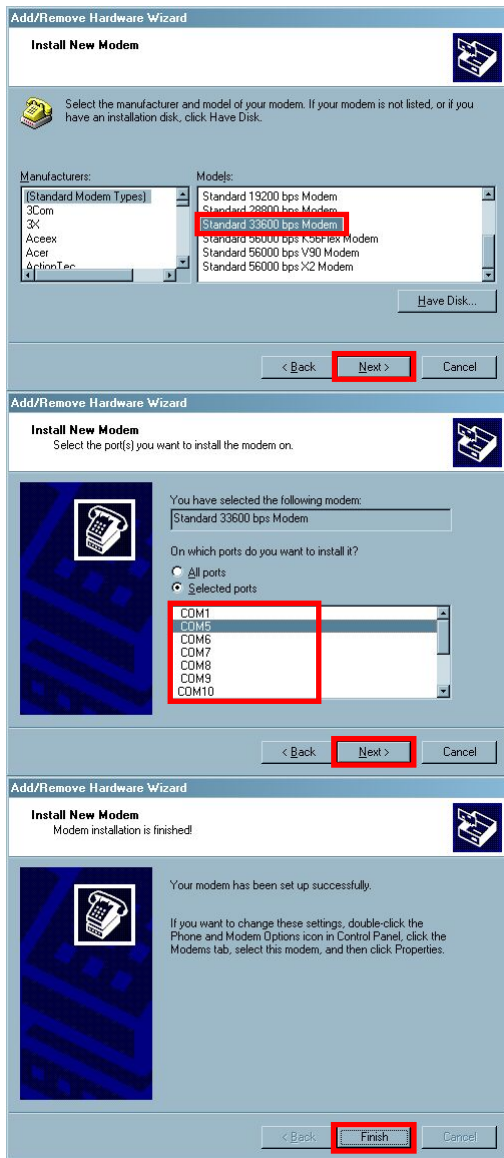 Add/Remove Hardware Wizard
Install New Modem
Select the manufacturer and model of your modem. If your modem is not listed, or if you
have an installation disk, click Have Disk.
Manufacturers:
(Standard Modem Types)
3Com
3X
Aceex
Acer
ActionTec
Models:
Standard 19200 bps Modem
Standard 28800 bps Modem
Standard 33600 bps Modem
Standard 56000 bps K56Flex Modem
Standard 56000 bps V90 Modem
Standard 56000 bps X2 Modem
Have Disk...
< Back
Next >
Cancel
Add/Remove Hardware Wizard
Install New Modem
Select the port(s) you want to install the modem on.
You have selected the following modem:
Standard 33600 bps Modem
On which ports do you want to install it?
All ports
Selected ports
COM1
COM5
COM6
COM7
COM8
COM9
COM10
< Back
Next >
Cancel
Add/Remove Hardware Wizard
Install New Modem
Modem installation is finished!
Your modem has been set up successfully.
If you want to change these settings, double-click the
Phone and Modem Options icon in Control Panel, click the
Modems tab, select this modem, and then click Properties.
< Back
Finish
Cancel